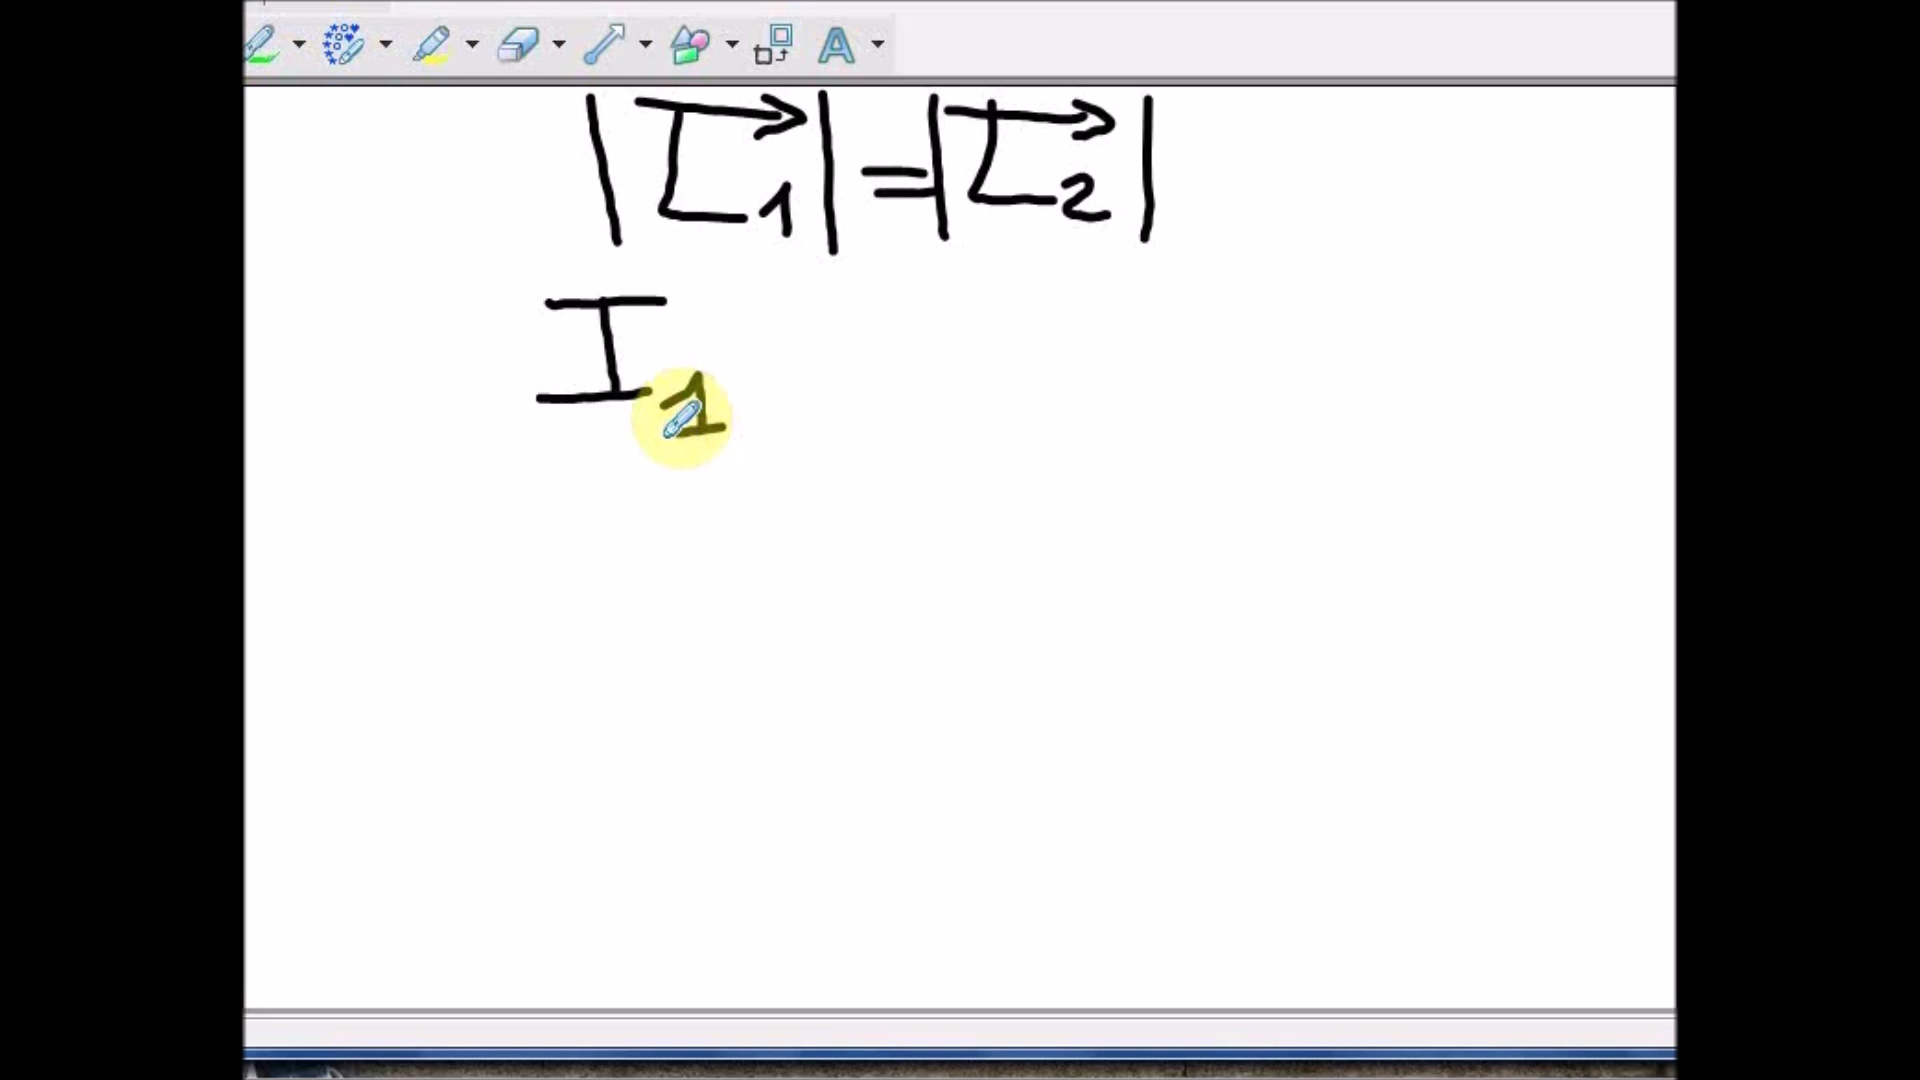 |L⃗₁| = |L⃗₂|
I₁